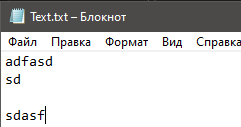 Text.txt – Блокнот
Файл Правка Формат Вид Справка
adfasd
sd

sdasf